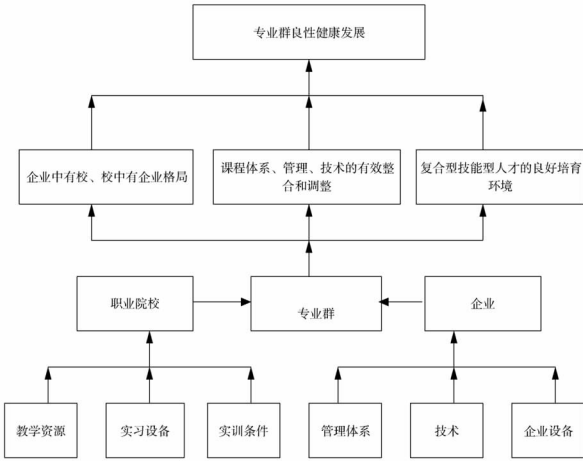 专业群良性健康发展
企业中有校、校中有企业格局
课程体系、管理、技术的有效整
合和调整
复合型技能型人才的良好培育
环境
职业院校
专业群
企业
教学资源
实习设备
实训条件
管理体系
技术
企业设备